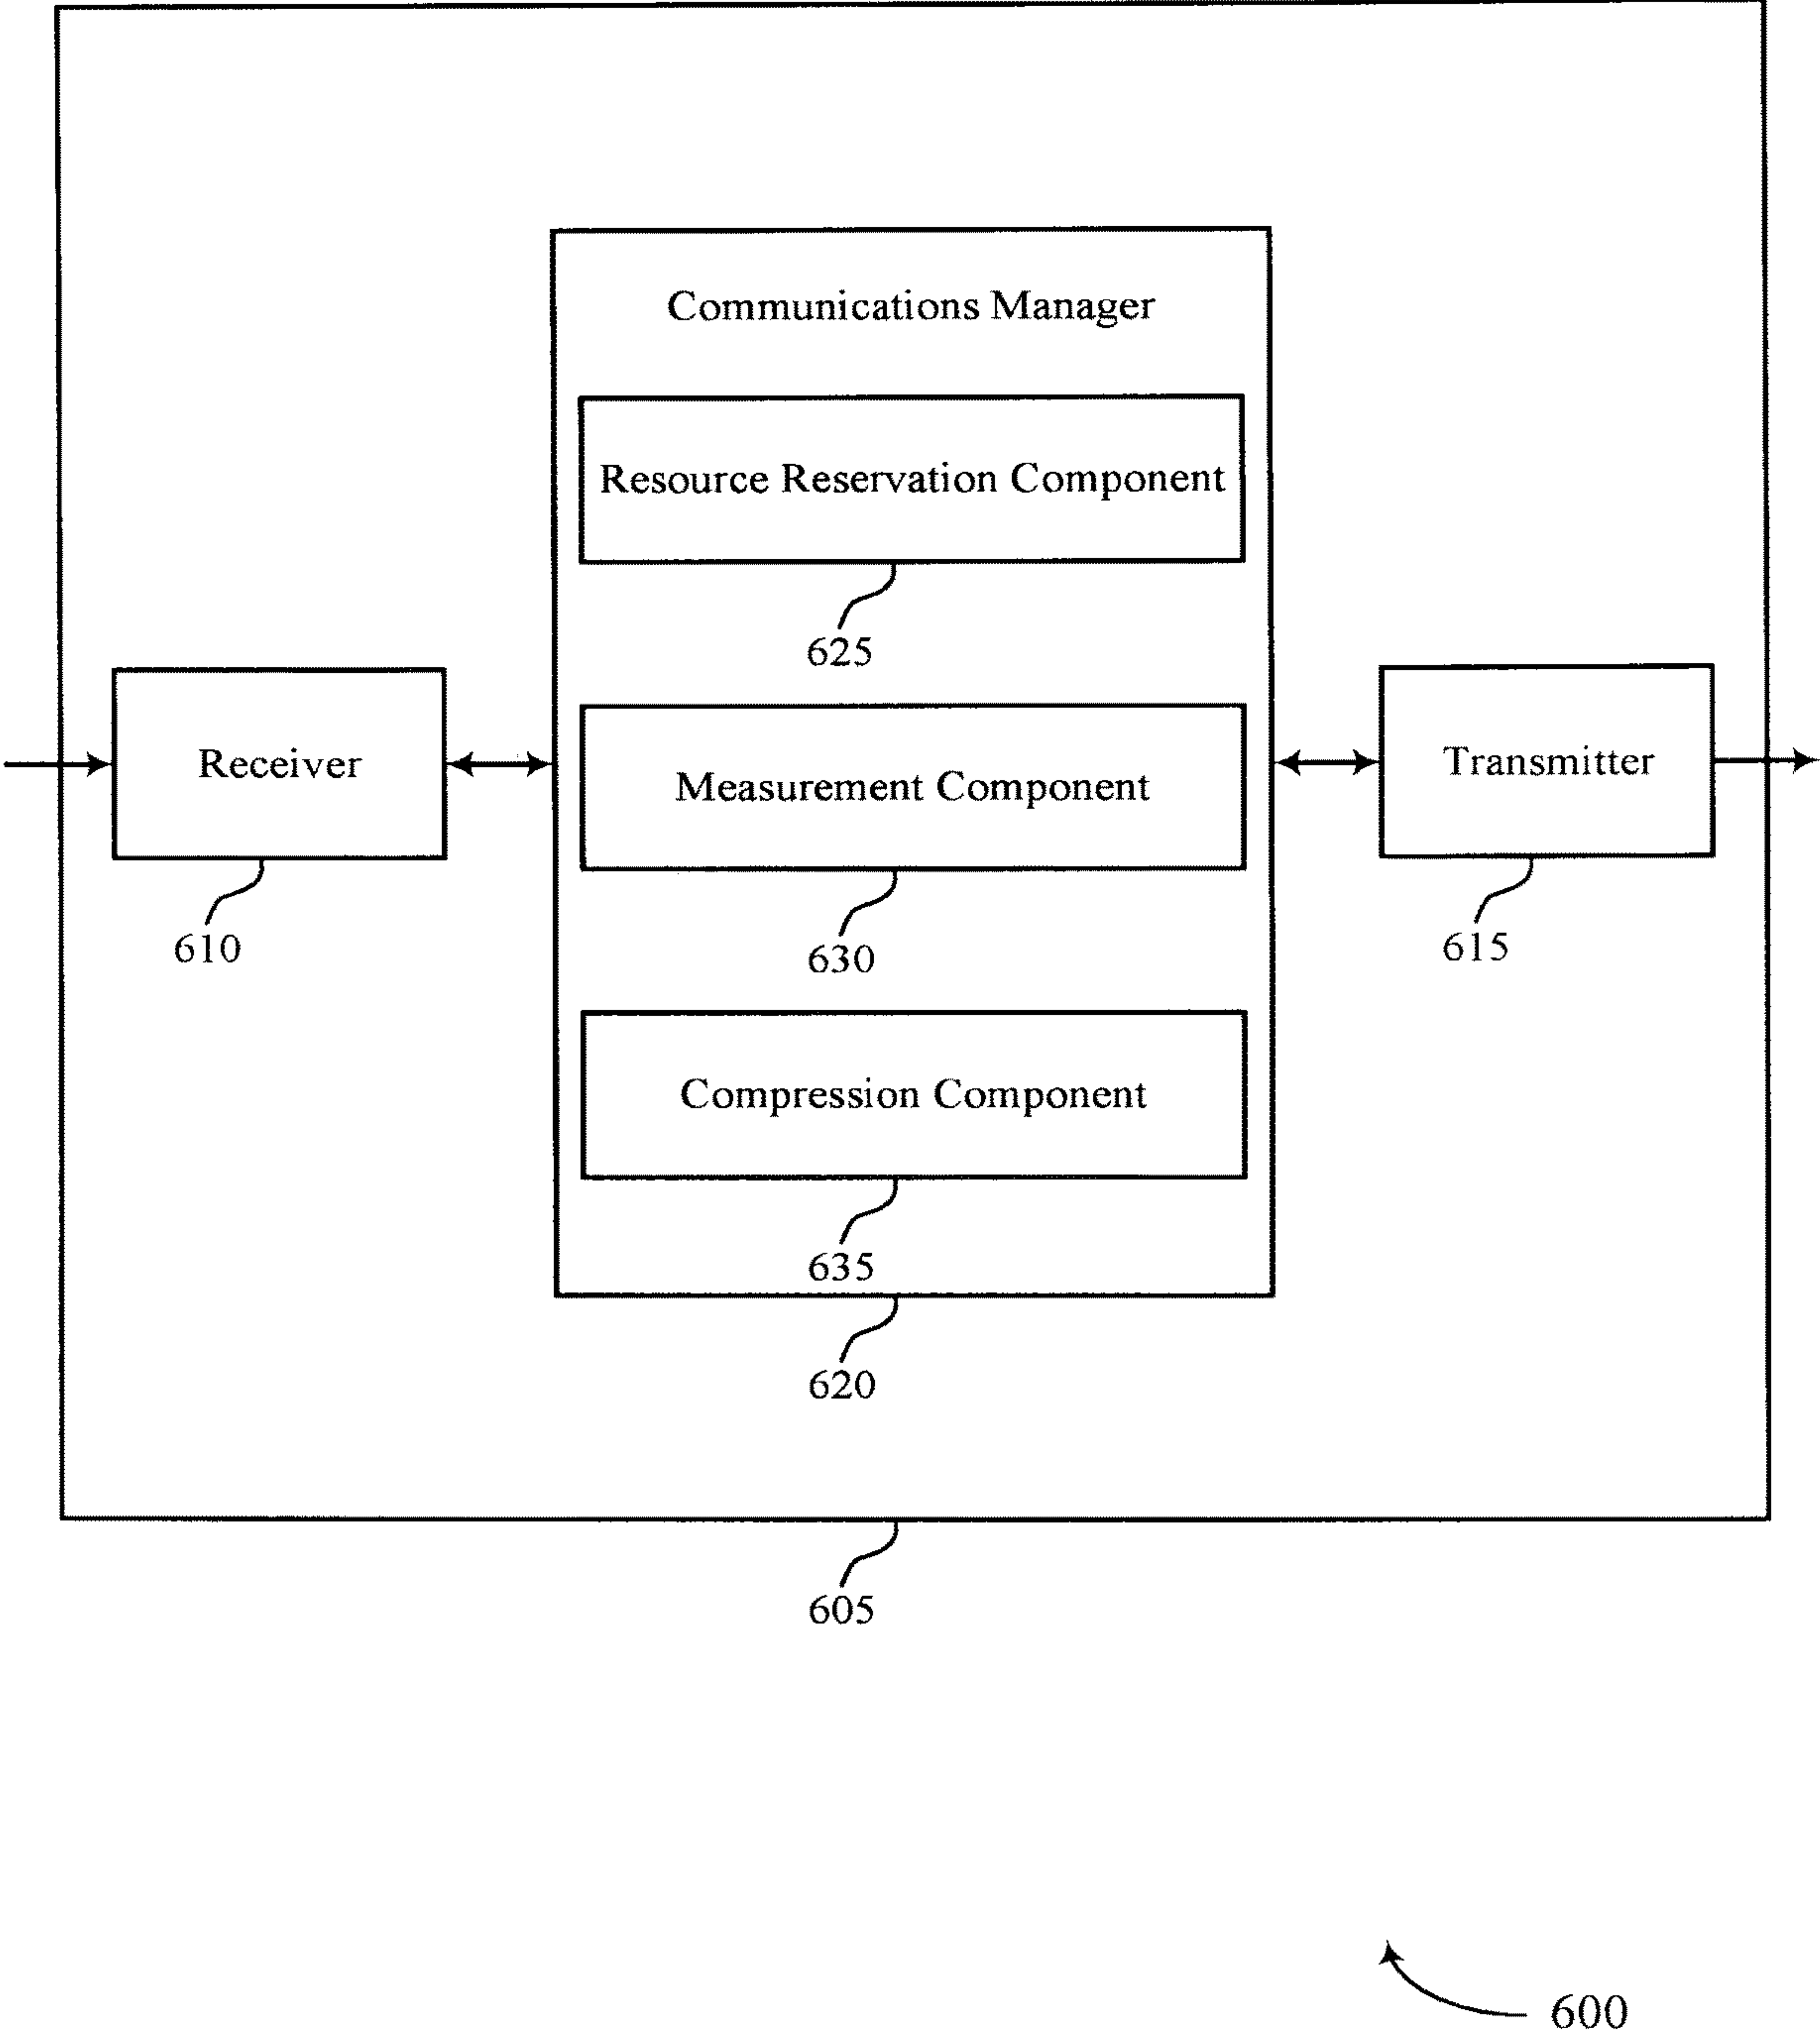 Communications Manager
Resource Reservation Component
625
Receiver
Measurement Component
Transmitter
610
630
615
Compression Component
635
620
605
600